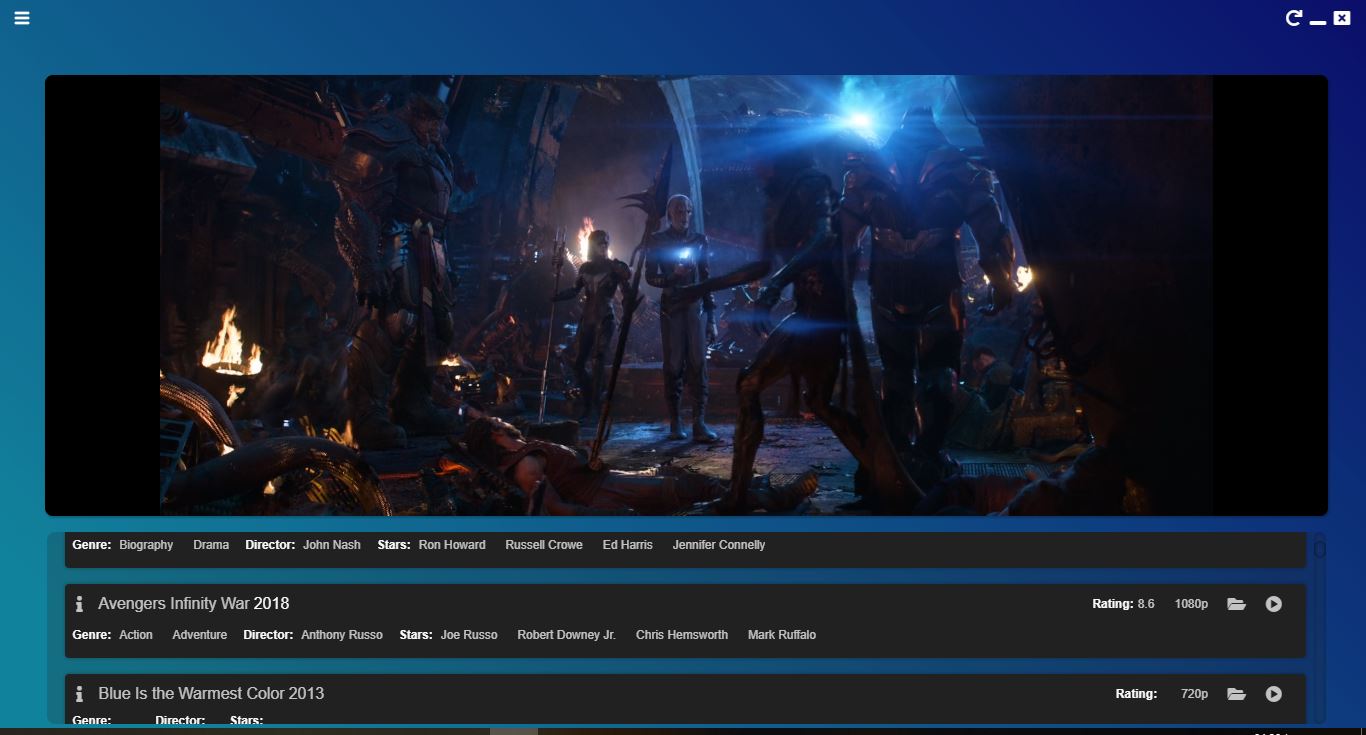 Genre: Biography Drama Director: John Nash Stars: Ron Howard Russell Crowe Ed Harris Jennifer Connelly
Avengers Infinity War 2018 Rating: 8.6 1080p
Genre: Action Adventure Director: Anthony Russo Stars: Joe Russo Robert Downey Jr. Chris Hemsworth Mark Ruffalo
Blue Is the Warmest Color 2013 Rating: 720p
Genre: Director: Stars: